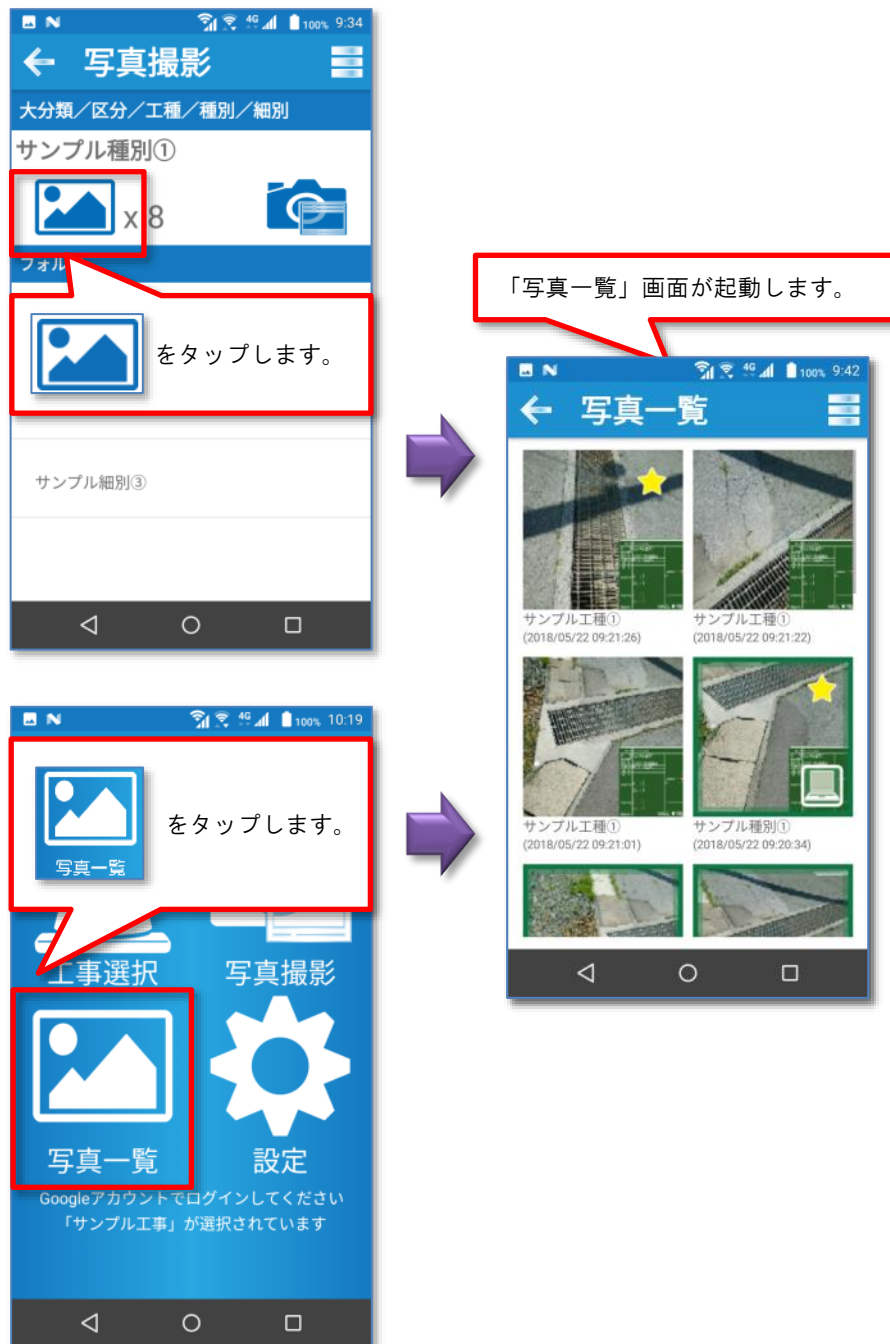 100% 9:34
写真撮影
大分類／区分／工種／種別／細別
サンプル種別①
x 8
フォル
をタップします。
サンプル細別③
「写真一覧」画面が起動します。
100% 9:42
写真一覧
サンプル工種①
(2018/05/22 09:21:26)
サンプル工種①
(2018/05/22 09:21:22)
サンプル工種①
(2018/05/22 09:21:01)
サンプル種別①
(2018/05/22 09:20:34)
4G 100% 10:19
写真一覧
をタップします。
工事選択
写真撮影
写真一覧
設定
Googleアカウントでログインしてください
「サンプル工事」が選択されています